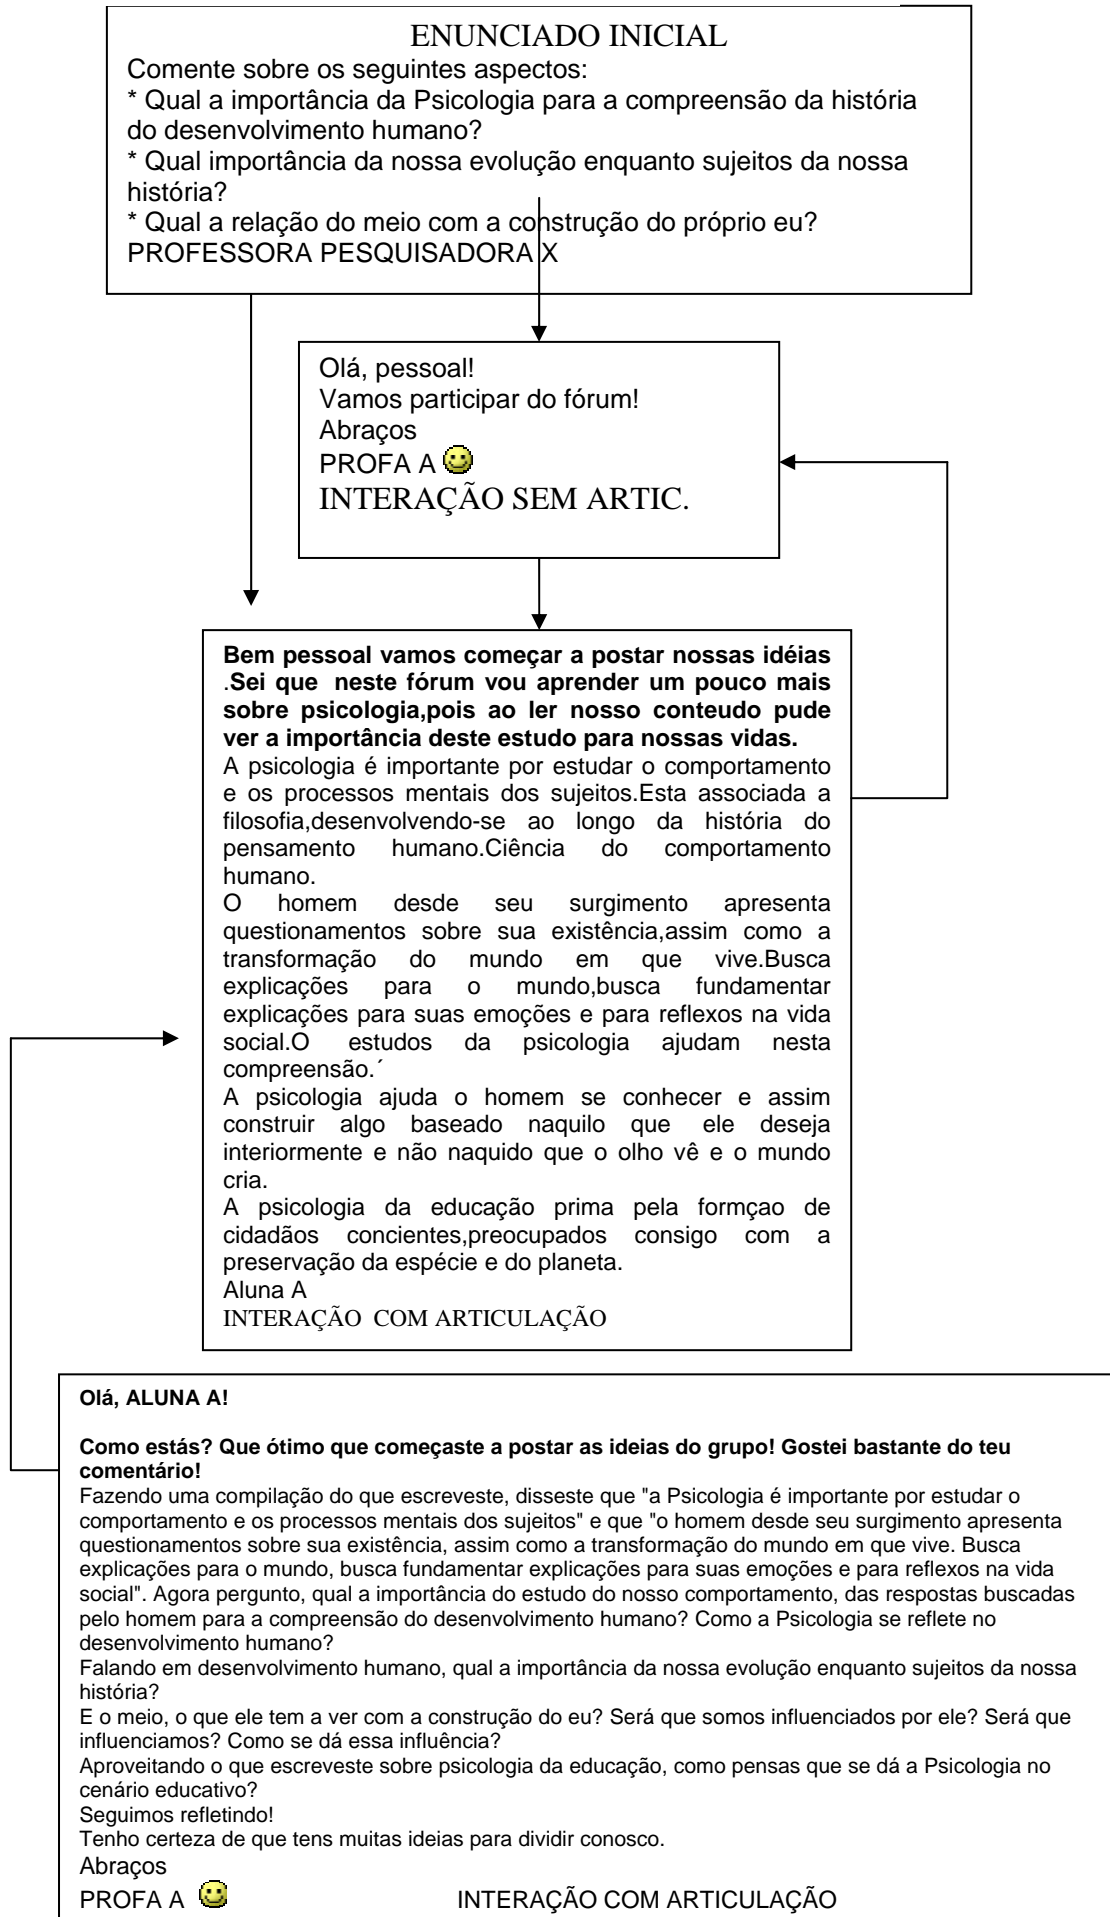 ENUNCIADO INICIAL
Comente sobre os seguintes aspectos:
* Qual a importância da Psicologia para a compreensão da história
do desenvolvimento humano?
* Qual importância da nossa evolução enquanto sujeitos da nossa
história?
* Qual a relação do meio com a construção do próprio eu?
PROFESSORA PESQUISADORA X
Olá, pessoal!
Vamos participar do fórum!
Abraços
PROFA A
INTERAÇÃO SEM ARTIC.
Bem pessoal vamos começar a postar nossas idéias
.Sei que neste fórum vou aprender um pouco mais
sobre psicologia,pois ao ler nosso conteudo pude
ver a importância deste estudo para nossas vidas.
A psicologia é importante por estudar o comportamento
e os processos mentais dos sujeitos.Esta associada a
filosofia,desenvolvendo-se ao longo da história do
pensamento humano.Ciência do comportamento
humano.
O homem desde seu surgimento apresenta
questionamentos sobre sua existência,assim como a
transformação do mundo em que vive.Busca
explicações para o mundo,busca fundamentar
explicações para suas emoções e para reflexos na vida
social.O estudos da psicologia ajudam nesta
compreensão.´
A psicologia ajuda o homem se conhecer e assim
construir algo baseado naquilo que ele deseja
interiormente e não naquido que o olho vê e o mundo
cria.
A psicologia da educação prima pela formçao de
cidadãos concientes,preocupados consigo com a
preservação da espécie e do planeta.
Aluna A
INTERAÇÃO COM ARTICULAÇÃO
Olá, ALUNA A!
Como estás? Que ótimo que começaste a postar as ideias do grupo! Gostei bastante do teu
comentário!
Fazendo uma compilação do que escreveste, disseste que "a Psicologia é importante por estudar o
comportamento e os processos mentais dos sujeitos" e que "o homem desde seu surgimento apresenta
questionamentos sobre sua existência, assim como a transformação do mundo em que vive. Busca
explicações para o mundo, busca fundamentar explicações para suas emoções e para reflexos na vida
social". Agora pergunto, qual a importância do estudo do nosso comportamento, das respostas buscadas
pelo homem para a compreensão do desenvolvimento humano? Como a Psicologia se reflete no
desenvolvimento humano?
Falando em desenvolvimento humano, qual a importância da nossa evolução enquanto sujeitos da nossa
história?
E o meio, o que ele tem a ver com a construção do eu? Será que somos influenciados por ele? Será que
influenciamos? Como se dá essa influência?
Aproveitando o que escreveste sobre psicologia da educação, como pensas que se dá a Psicologia no
cenário educativo?
Seguimos refletindo!
Tenho certeza de que tens muitas ideias para dividir conosco.
Abraços
PROFA A INTERAÇÃO COM ARTICULAÇÃO